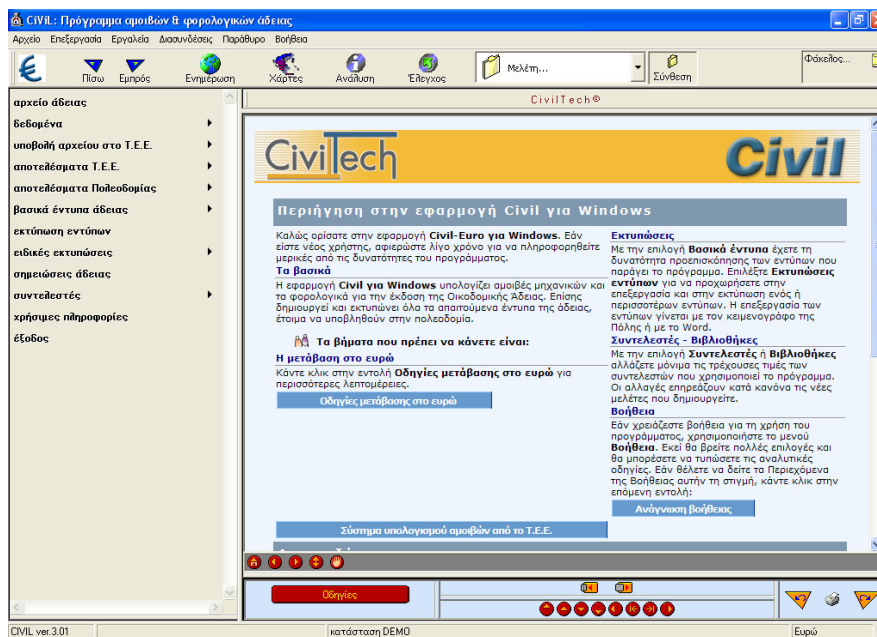 CiViL: Πρόγραμμα αμοιβών & φορολογικών άδειας
Αρχείο Επεξεργασία Εργαλεία Διασυνδέσεις Παράθυρο Βοήθεια
Πίσω Εμπρός Ενημέρωση Χάρτες Ανάλυση Έλεγχος Μελέτη... Σύνθεση Φάκελος...
αρχείο άδειας
δεδομένα
υποβολή αρχείου στο Τ.Ε.Ε.
αποτελέσματα Τ.Ε.Ε.
αποτελέσματα Πολεοδομίας
βασικά έντυπα άδειας
εκτύπωση εντύπων
ειδικές εκτυπώσεις
σημειώσεις άδειας
συντελεστές
χρήσιμες πληροφορίες
έξοδος
CivilTech®
CiviTech Civil
Περιήγηση στην εφαρμογή Civil για Windows
Καλώς ορίσατε στην εφαρμογή Civil-Euro για Windows. Εάν
είστε νέος χρήστης, αφιερώστε λίγο χρόνο για να πληροφορηθείτε
μερικές από τις δυνατότητες του προγράμματος.
Τα βασικά
Η εφαρμογή Civil για Windows υπολογίζει αμοιβές μηχανικών και
τα φορολογικά για την έκδοση της Οικοδομικής Άδειας. Επίσης
δημιουργεί και εκτυπώνει όλα τα απαιτούμενα έντυπα της άδειας,
έτοιμα να υποβληθούν στην πολεοδομία.
Τα βήματα που πρέπει να κάνετε είναι:
Η μετάβαση στο ευρώ
Κάντε κλικ στην εντολή Οδηγίες μετάβασης στο ευρώ για
περισσότερες λεπτομέρειες.
Οδηγίες μετάβασης στο ευρώ
Εκτυπώσεις
Με την επιλογή Βασικά έντυπα έχετε τη
δυνατότητα προεπισκόπησης των εντύπων που
παράγει το πρόγραμμα. Επιλέξτε Εκτυπώσεις
εντύπων για να προχωρήσετε στην
επεξεργασία και στην εκτύπωση ενός ή
περισσοτέρων εντύπων. Η επεξεργασία των
εντύπων γίνεται με τον κειμενογράφο της
Πόλης ή με το Word.
Συντελεστές - Βιβλιοθήκες
Με την επιλογή Συντελεστές ή Βιβλιοθήκες
αλλάζετε μόνιμα τις τρέχουσες τιμές των
συντελεστών που χρησιμοποιεί το πρόγραμμα.
Οι αλλαγές επηρεάζουν κατά κανόνα τις νέες
μελέτες που δημιουργείτε.
Βοήθεια
Εάν χρειάζεστε βοήθεια για τη χρήση του
προγράμματος, χρησιμοποιήστε το μενού
Βοήθεια. Εκεί θα βρείτε πολλές επιλογές και
θα μπορέσετε να τυπώσετε τις αναλυτικές
οδηγίες. Εάν θέλετε να δείτε τα Περιεχόμενα
της Βοήθειας αυτήν τη στιγμή, κάντε κλικ στην
επόμενη εντολή:
Ανάγνωση βοήθειας
Σύστημα υπολογισμού αμοιβών από το Τ.Ε.Ε.
Οδηγίες
CIVIL ver.3.01 κατάσταση DEMO Ευρώ